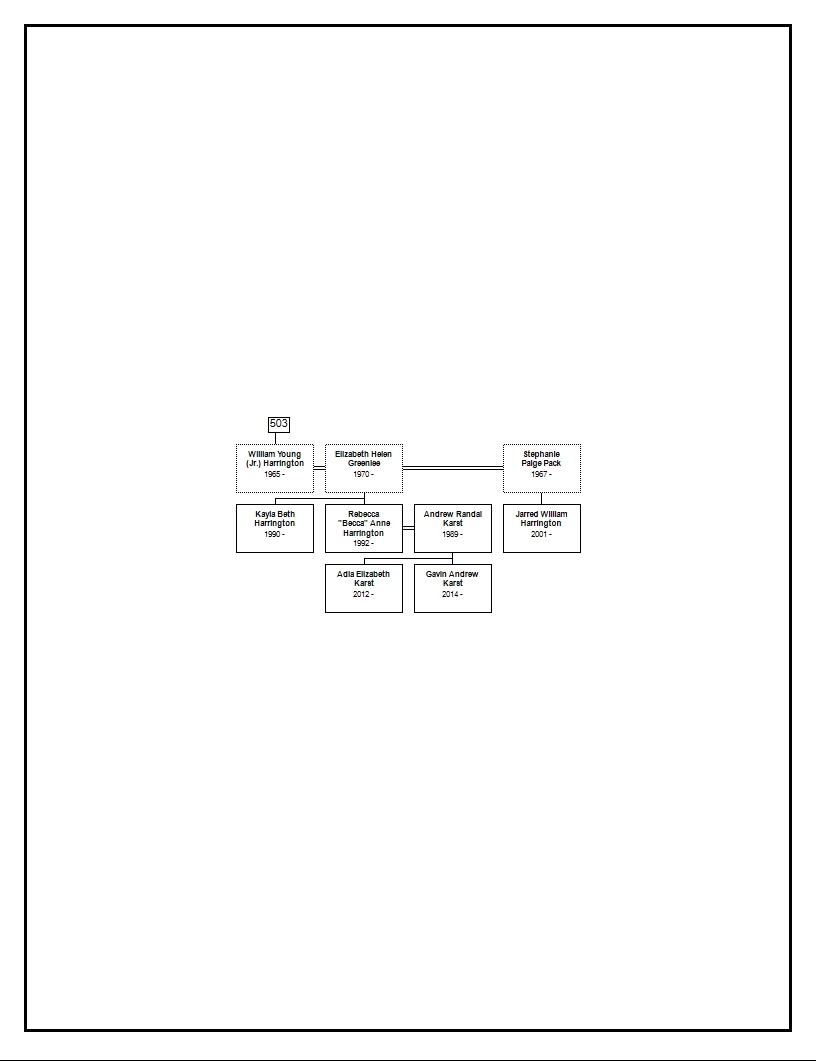 503
William Young
(Jr.) Harrington
1965 -
Elizabeth Helen
Greenlee
1970 -
Stephanie
Paige Pack
1967 -
Kayla Beth
Harrington
1990 -
Rebecca
"Becca" Anne
Harrington
1992 -
Andrew Randal
Karst
1989 -
Jarred William
Harrington
2001 -
Adia Elizabeth
Karst
2012 -
Gavin Andrew
Karst
2014 -